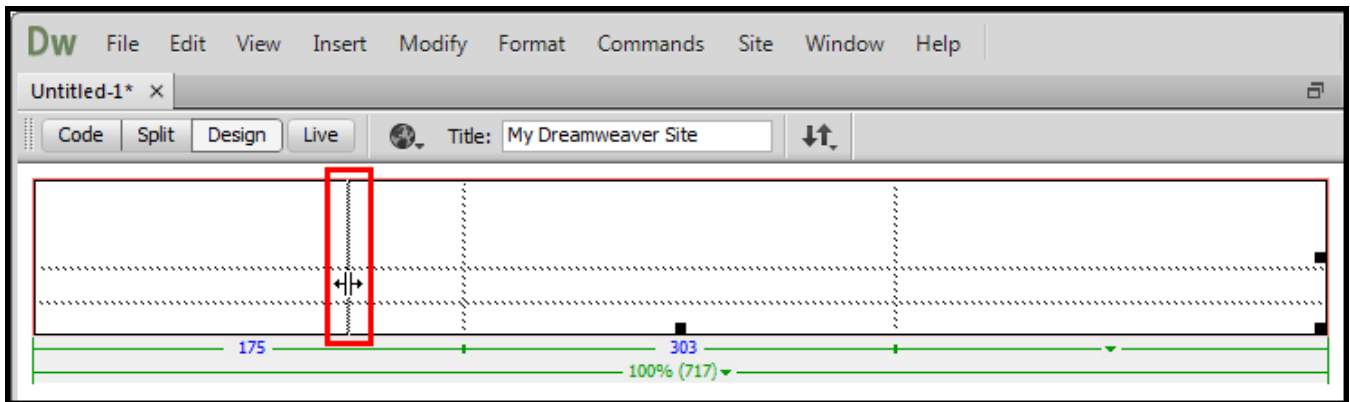 Dw File Edit View Insert Modify Format Commands Site Window Help
Untitled-1* ×
Code Split Design Live Title: My Dreamweaver Site
175 303
100% (717)